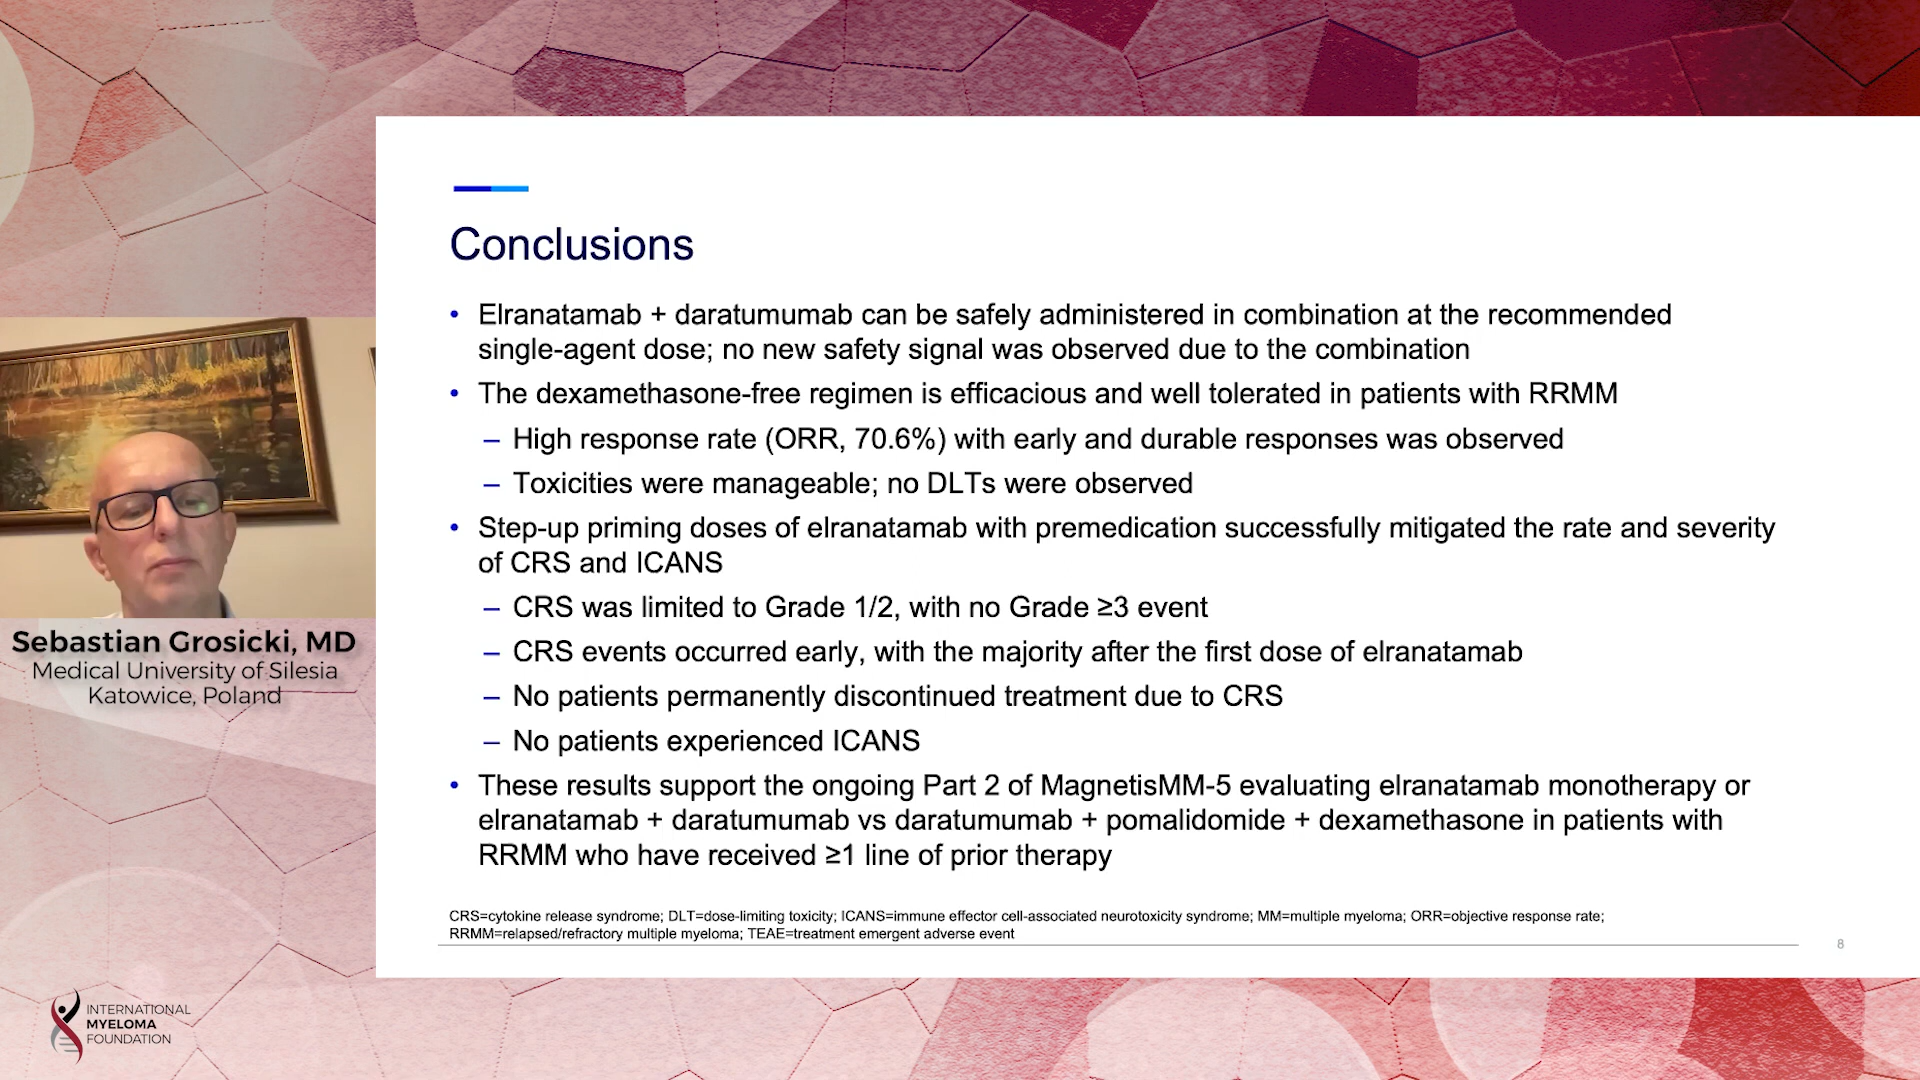 Conclusions
• Elranatamab + daratumumab can be safely administered in combination at the recommended
single-agent dose; no new safety signal was observed due to the combination
• The dexamethasone-free regimen is efficacious and well tolerated in patients with RRMM
– High response rate (ORR, 70.6%) with early and durable responses was observed
– Toxicities were manageable; no DLTs were observed
• Step-up priming doses of elranatamab with premedication successfully mitigated the rate and severity
of CRS and ICANS
– CRS was limited to Grade 1/2, with no Grade ≥3 event
– CRS events occurred early, with the majority after the first dose of elranatamab
– No patients permanently discontinued treatment due to CRS
– No patients experienced ICANS
• These results support the ongoing Part 2 of MagnetisMM-5 evaluating elranatamab monotherapy or
elranatamab + daratumumab vs daratumumab + pomalidomide + dexamethasone in patients with
RRMM who have received ≥1 line of prior therapy
CRS=cytokine release syndrome; DLT=dose-limiting toxicity; ICANS=immune effector cell-associated neurotoxicity syndrome; MM=multiple myeloma; ORR=objective response rate;
RRMM=relapsed/refractory multiple myeloma; TEAE=treatment emergent adverse event
8
Sebastian Grosicki, MD
Medical University of Silesia
Katowice, Poland
INTERNATIONAL
MYELOMA
FOUNDATION